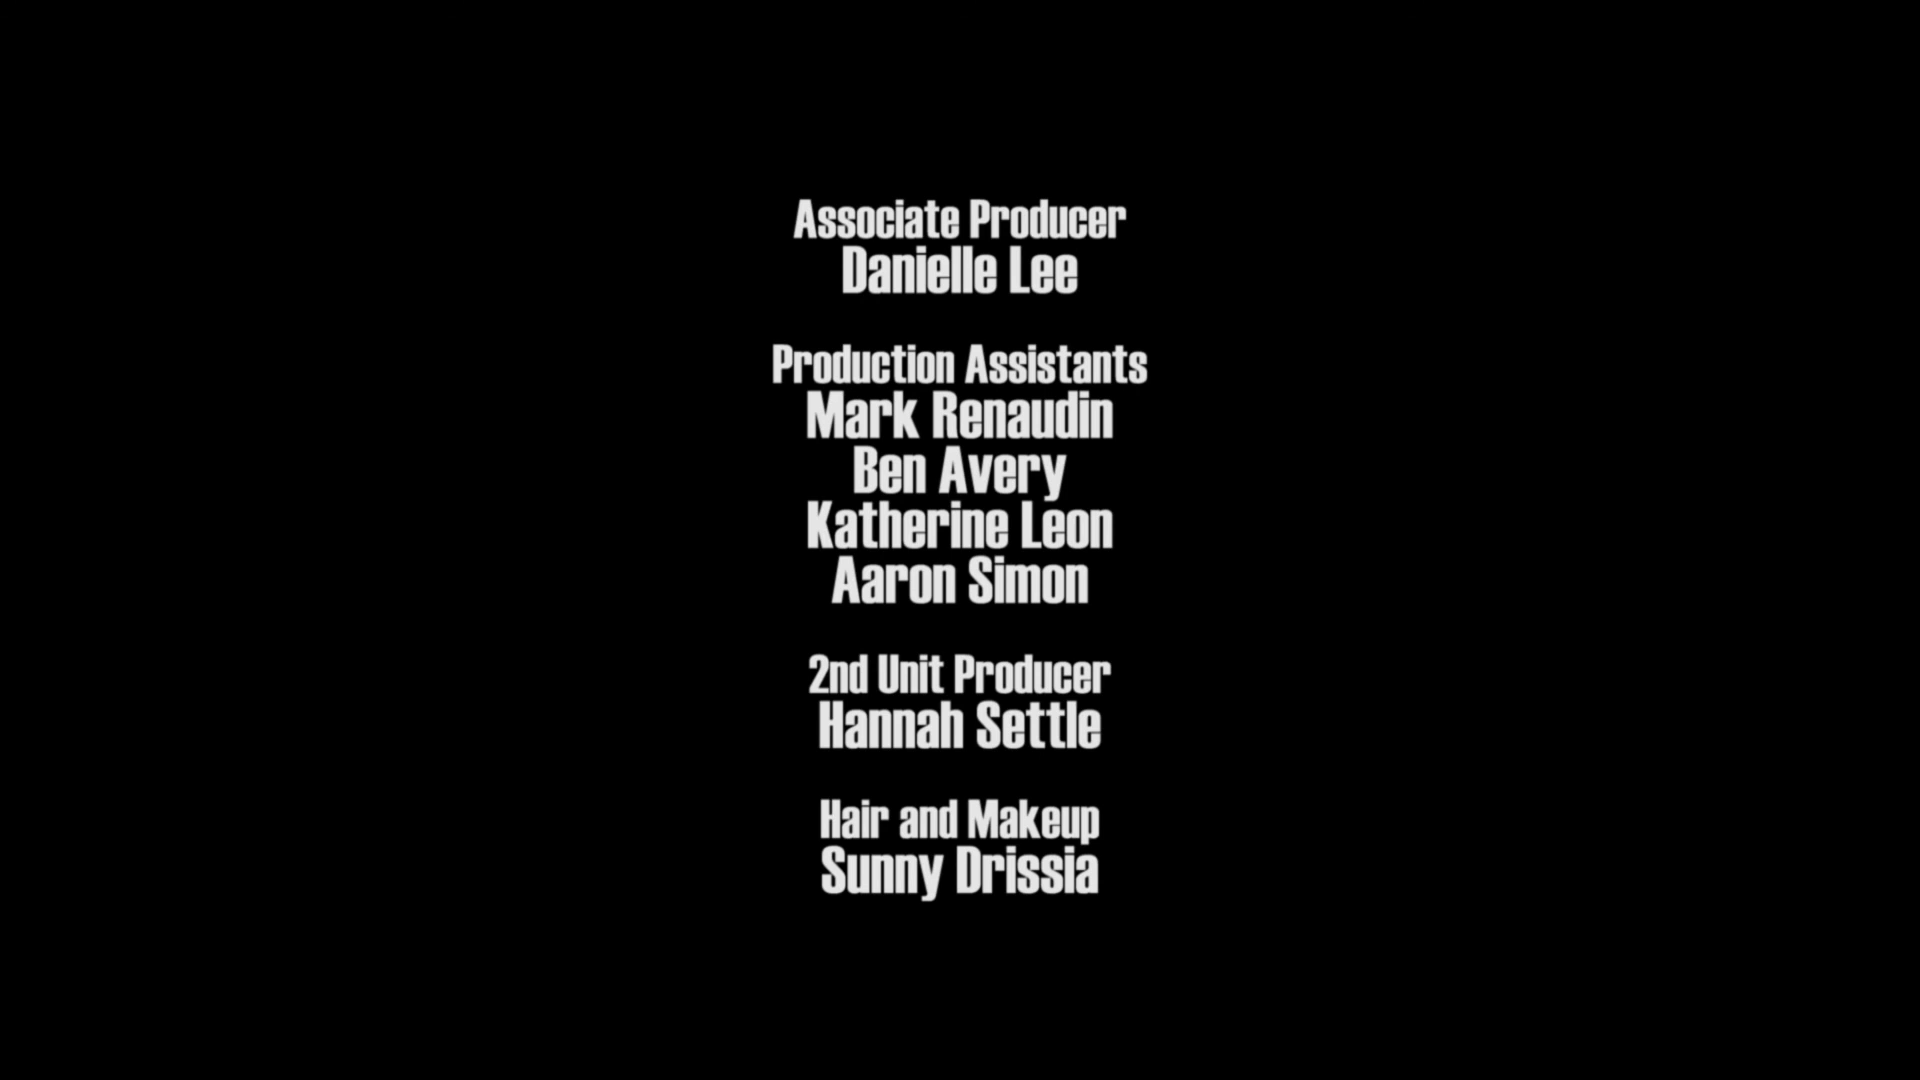 Associate Producer
Danielle Lee
Production Assistants
Mark Renaudin
Ben Avery
Katherine Leon
Aaron Simon
2nd Unit Producer
Hannah Settle
Hair and Makeup
Sunny Drissia